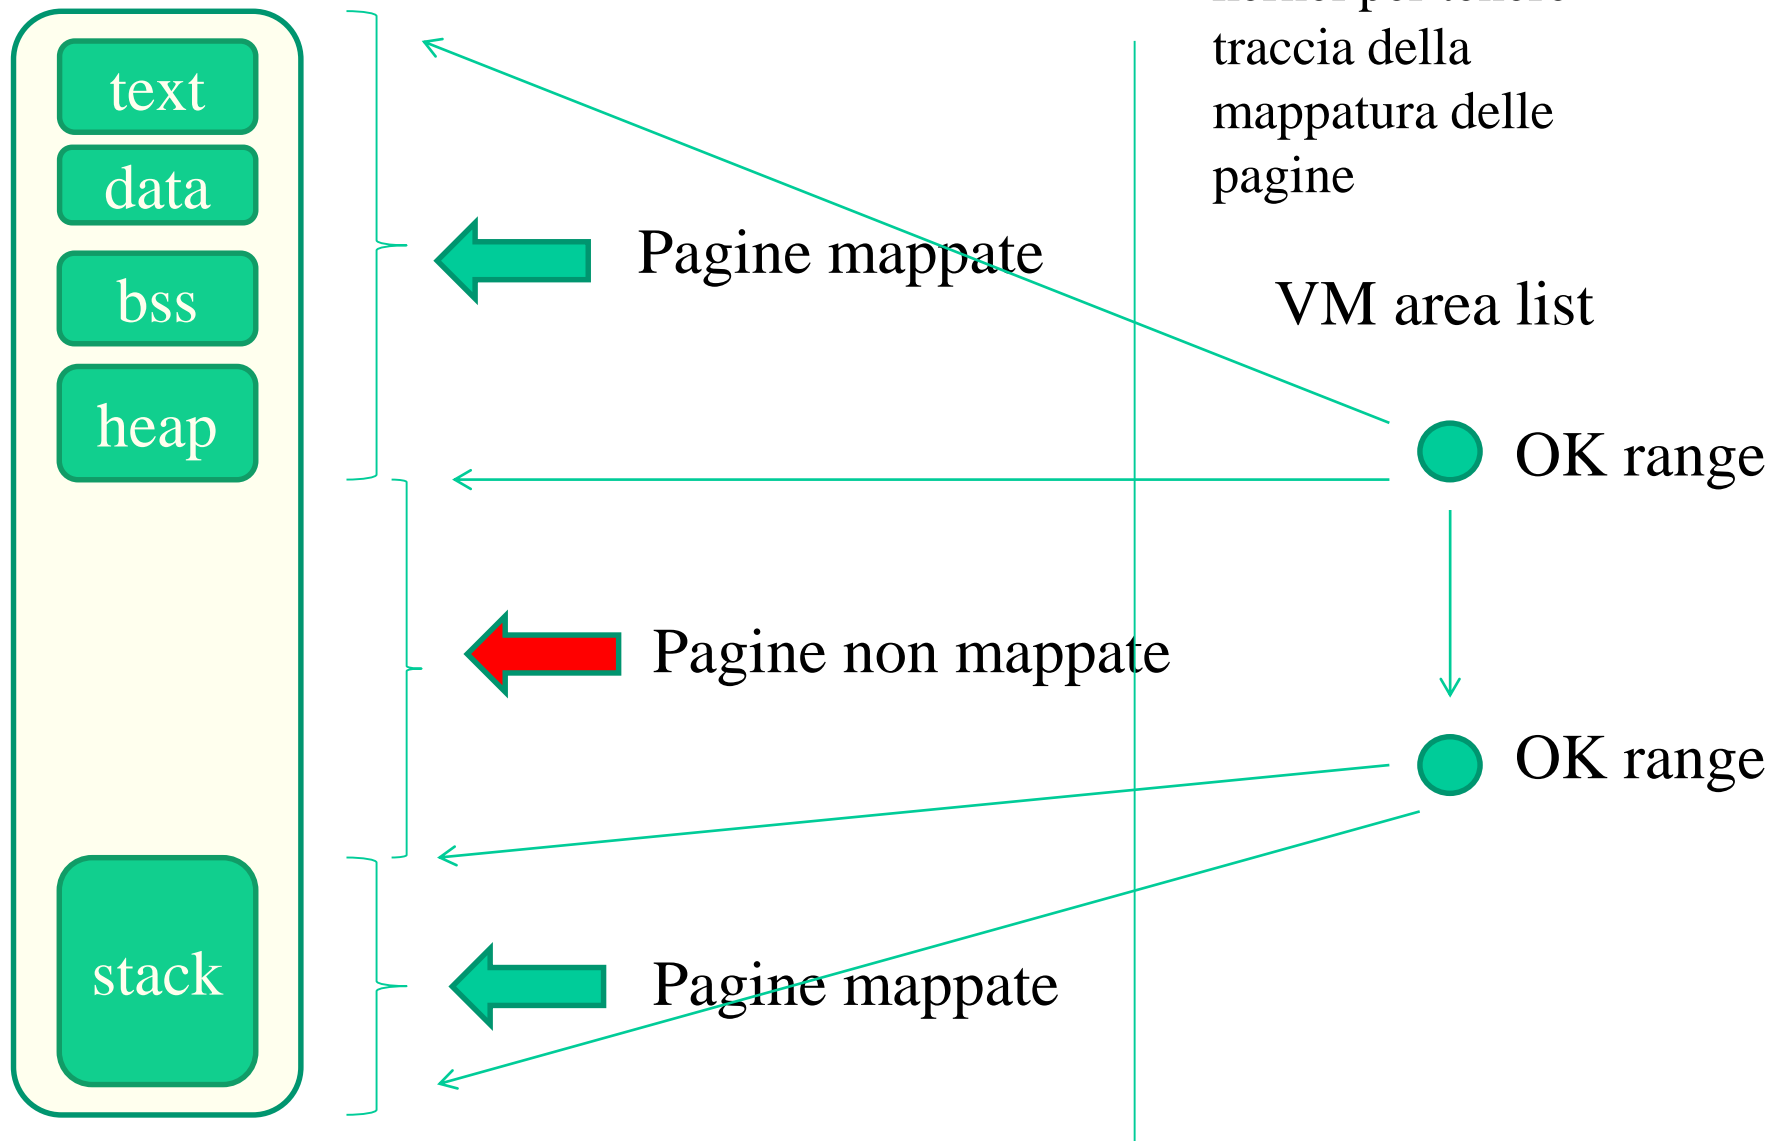 text
data
bss
heap
stack
Pagine mappate
Pagine non mappate
Pagine mappate
traccia della
mappatura delle
pagine
VM area list
OK range
OK range